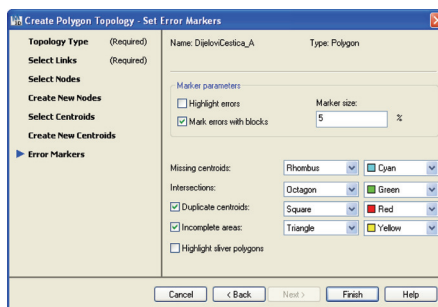 Create Polygon Topology - Set Error Markers
Topology Type (Required)
Select Links (Required)
Select Nodes
Create New Nodes
Select Centroids
Create New Centroids
Error Markers
Name: DijeloviCestica_A Type: Polygon
Marker parameters
Highlight errors
Mark errors with blocks
Marker size:
5 %
Missing centroids: Rhombus Cyan
Intersections: Octagon Green
Duplicate centroids: Square Red
Incomplete areas: Triangle Yellow
Highlight sliver polygons
Cancel < Back Next > Finish Help